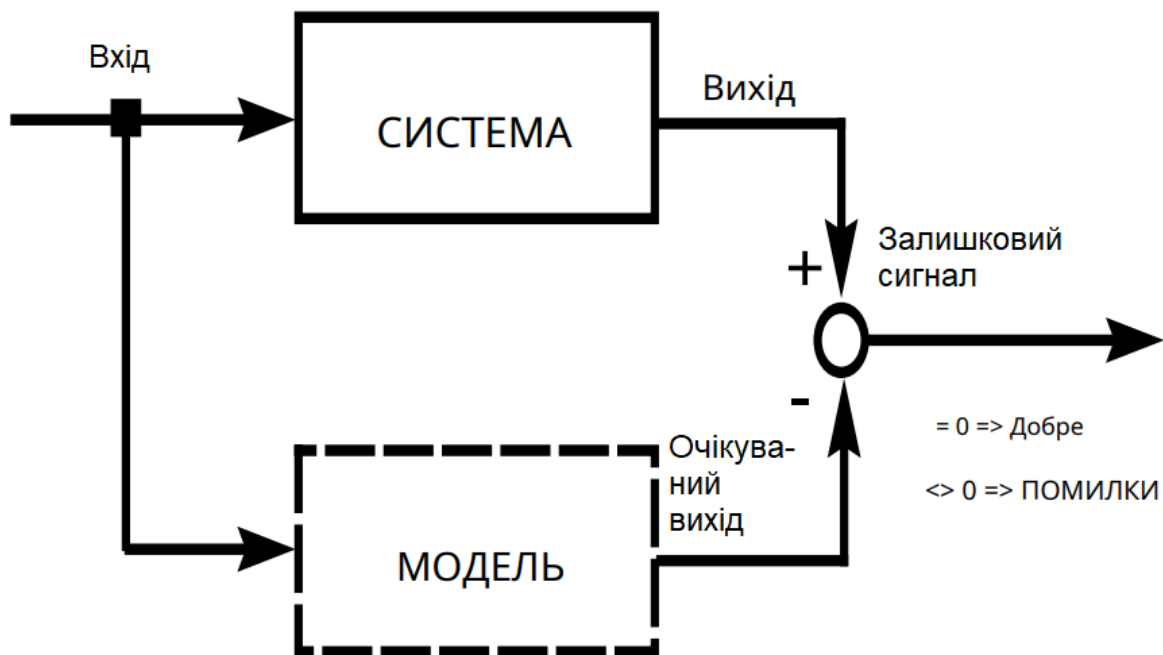 Вхід
СИСТЕМА
Вихід
+
Залишковий
сигнал
-
= 0 => Добре
<> 0 => ПОМИЛКИ
Очікува-
ний
вихід
МОДЕЛЬ